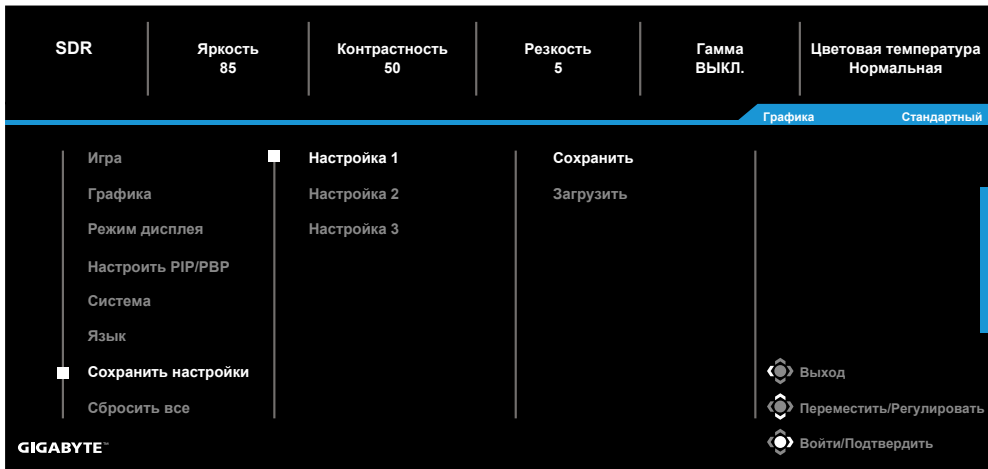 SDR
Яркость
85
Контрастность
50
Резкость
5
Гамма
ВЫКЛ.
Цветовая температура
Нормальная
Графика
Стандартный
Игра
Графика
Режим дисплея
Настроить PIP/PBP
Система
Язык
Сохранить настройки
Сбросить все
Настройка 1
Настройка 2
Настройка 3
Сохранить
Загрузить
Выход
Переместить/Регулировать
Войти/Подтвердить
GIGABYTE™